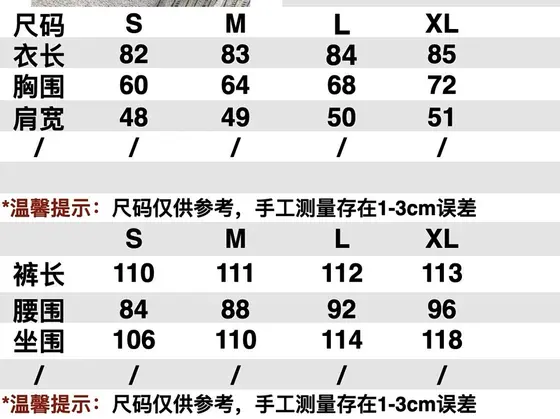 尺码 S M L XL
衣长 82 83 84 85
胸围 60 64 68 72
肩宽 48 49 50 51
/ / / / /
*温馨提示：尺码仅供参考，手工测量存在1-3cm误差
S M L XL
裤长 110 111 112 113
腰围 84 88 92 96
坐围 106 110 114 118
/ / / / /
*温馨提示：尺码仅供参考，手工测量存在1-3cm误差